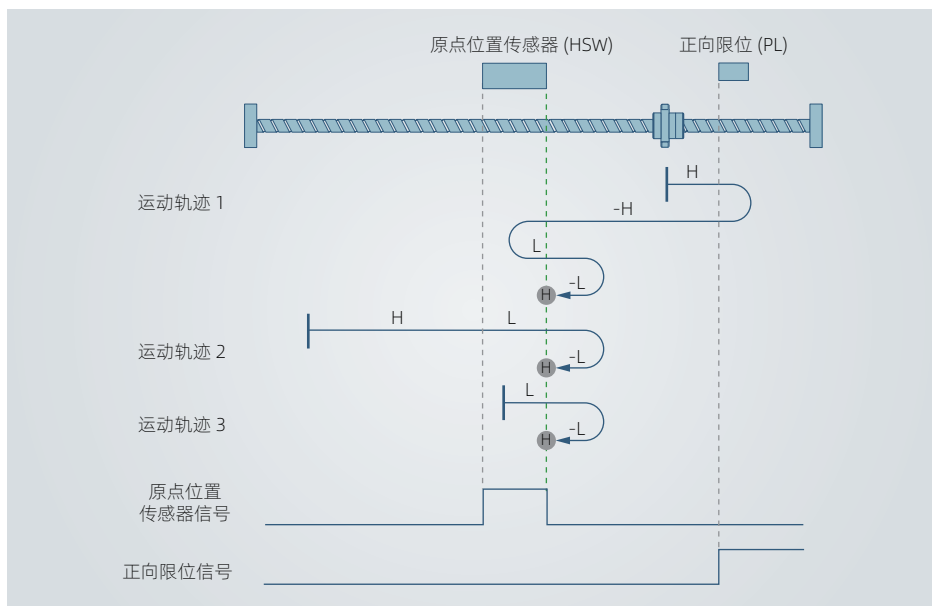 原点位置传感器 (HSW)
正向限位 (PL)
运动轨迹 1
H
-H
L
-L
H
运动轨迹 2
H
L
-L
H
运动轨迹 3
L
-L
H
原点位置
传感器信号
正向限位信号